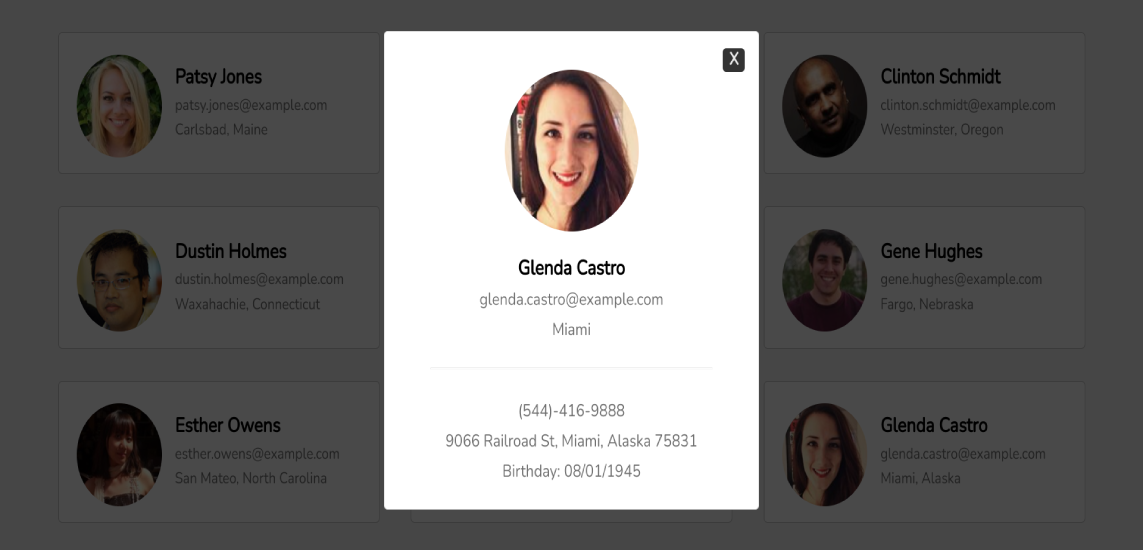 Patsy Jones
patsy.jones@example.com
Carlsbad, Maine
Dustin Holmes
dustin.holmes@example.com
Waxahachie, Connecticut
Esther Owens
esther.owens@example.com
San Mateo, North Carolina
X
Glenda Castro
glenda.castro@example.com
Miami
(544)-416-9888
9066 Railroad St, Miami, Alaska 75831
Birthday: 08/01/1945
Clinton Schmidt
clinton.schmidt@example.com
Westminster, Oregon
Gene Hughes
gene.hughes@example.com
Fargo, Nebraska
Glenda Castro
glenda.castro@example.com
Miami, Alaska